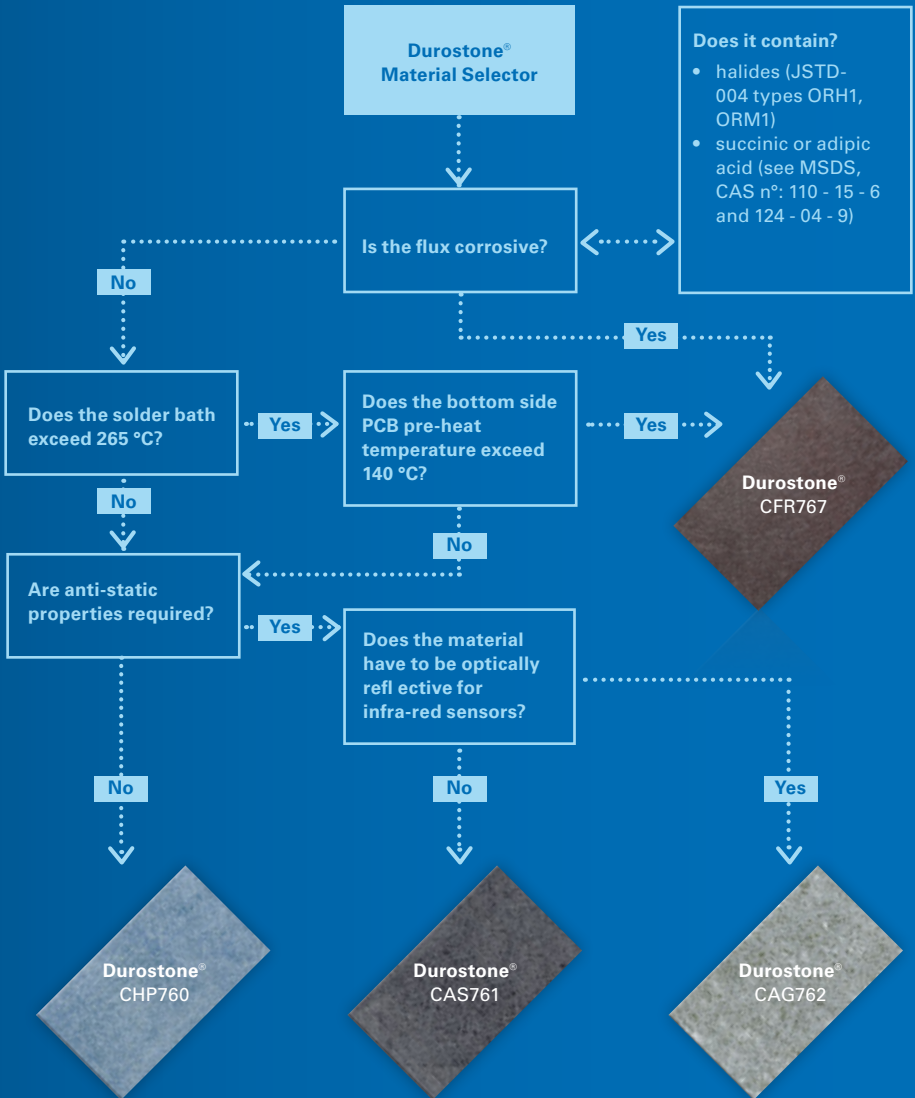 Durostone®
Material Selector
Does it contain?
• halides (JSTD-
004 types ORH1,
ORM1)
• succinic or adipic
acid (see MSDS,
CAS n°: 110 - 15 - 6
and 124 - 04 - 9)
Is the flux corrosive?
No
Yes
Does the solder bath
exceed 265 °C?
Yes
Does the bottom side
PCB pre-heat
temperature exceed
140 °C?
Yes
Durostone®
CFR767
No
No
Are anti-static
properties required?
Yes
Does the material
have to be optically
refl ective for
infra-red sensors?
No
No
Yes
Durostone®
CHP760
Durostone®
CAS761
Durostone®
CAG762